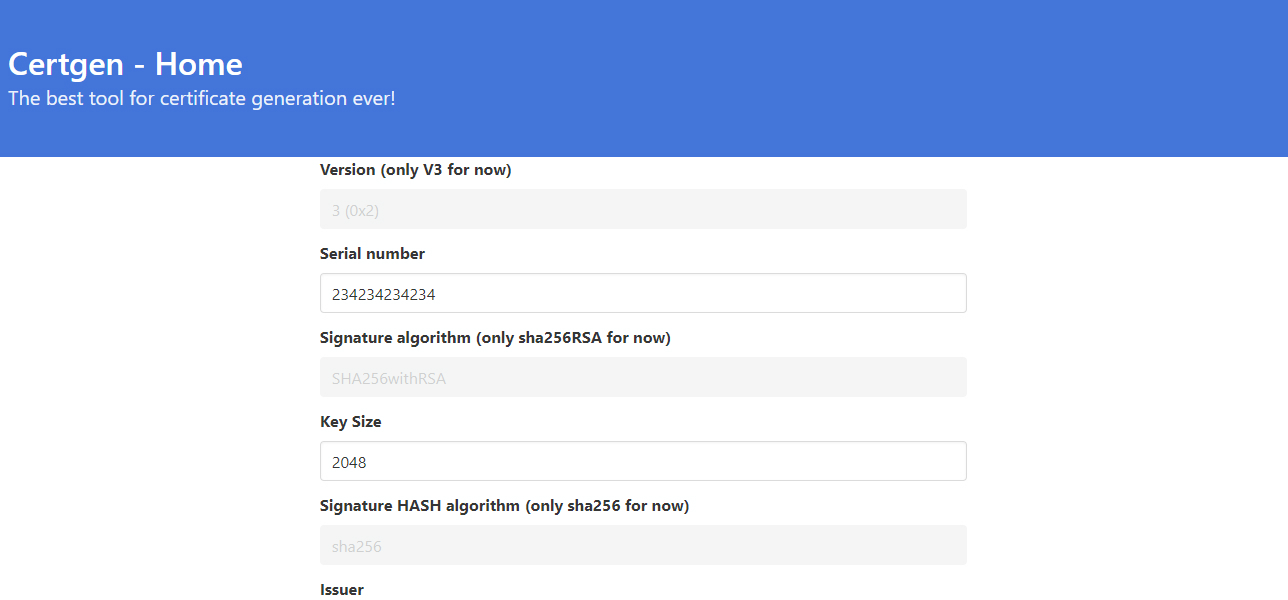 Certgen - Home
The best tool for certificate generation ever!
Version (only V3 for now)
3 (0x2)
Serial number
234234234234
Signature algorithm (only sha256RSA for now)
SHA256withRSA
Key Size
2048
Signature HASH algorithm (only sha256 for now)
sha256
Issuer